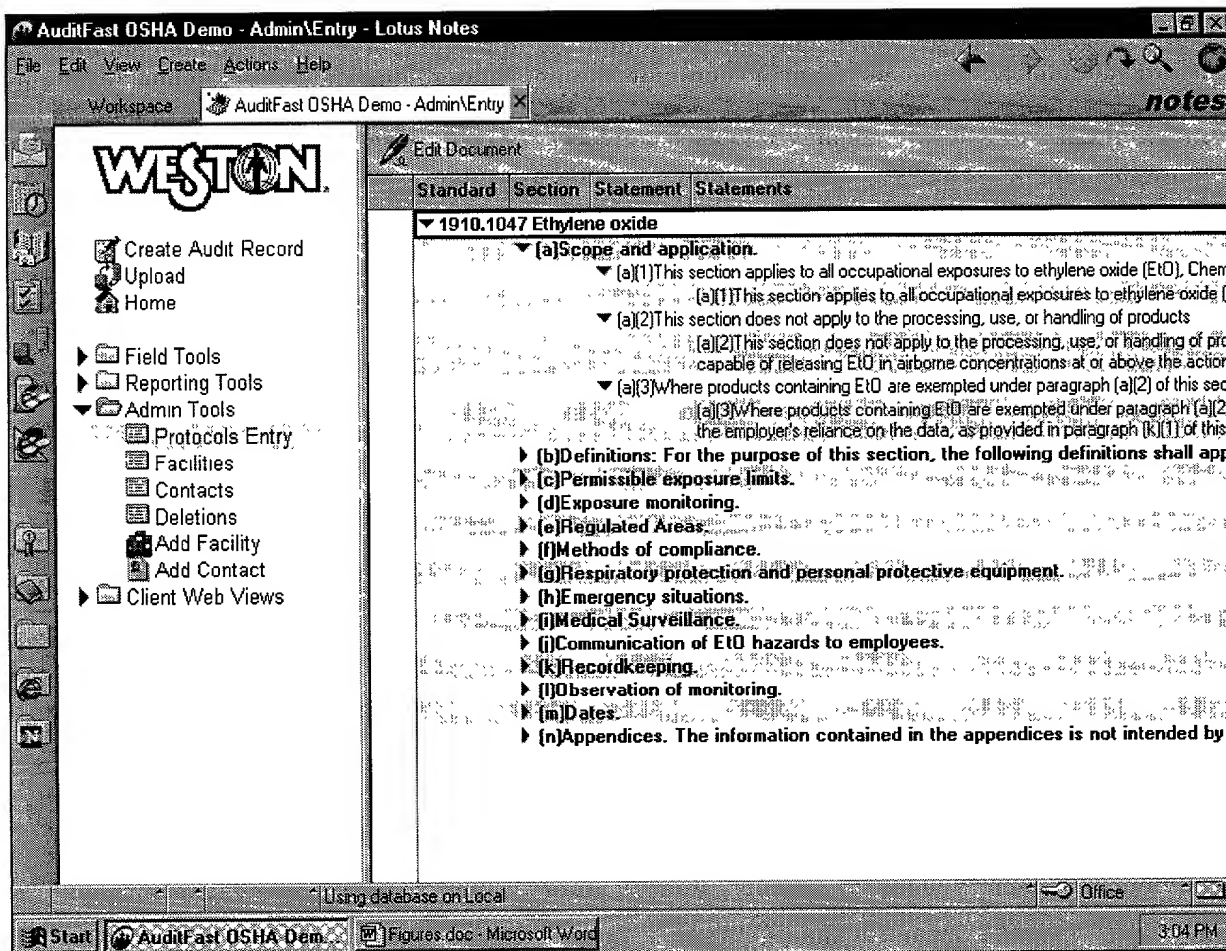 AuditFast OSHA Demo - Admin\Entry - Lotus Notes
File Edit View Create Actions Help
Workspace AuditFast OSHA Demo - Admin\Entry
notes
WESTON
Create Audit Record
Upload
Home
Field Tools
Reporting Tools
Admin Tools
Protocols Entry
Facilities
Contacts
Deletions
Add Facility
Add Contact
Client Web Views
Edit Document
Standard Section Statement Statements
1910.1047 Ethylene oxide
(a)Scope and application.
(a)(1)This section applies to all occupational exposures to ethylene oxide (EtO), Chem
(a)(1)This section applies to all occupational exposures to ethylene oxide (
(a)(2)This section does not apply to the processing, use, or handling of products
(a)(2)This section does not apply to the processing, use, or handling of pro
capable of releasing EtO in airborne concentrations at or above the action
(a)(3)Where products containing EtO are exempted under paragraph (a)(2) of this sec
(a)(3)Where products containing EtO are exempted under paragraph (a)(2
the employer's reliance on the data, as provided in paragraph (k)(1) of this
(b)Definitions: For the purpose of this section, the following definitions shall app
(c)Permissible exposure limits.
(d)Exposure monitoring.
(e)Regulated Areas.
(f)Methods of compliance.
(g)Respiratory protection and personal protective equipment.
(h)Emergency situations.
(i)Medical Surveillance.
(j)Communication of EtO hazards to employees.
(k)Recordkeeping.
(l)Observation of monitoring.
(m)Dates.
(n)Appendices. The information contained in the appendices is not intended by
Using database on Local
Office
Start AuditFast OSHA Dem... Figures.doc - Microsoft Word 3:04 PM